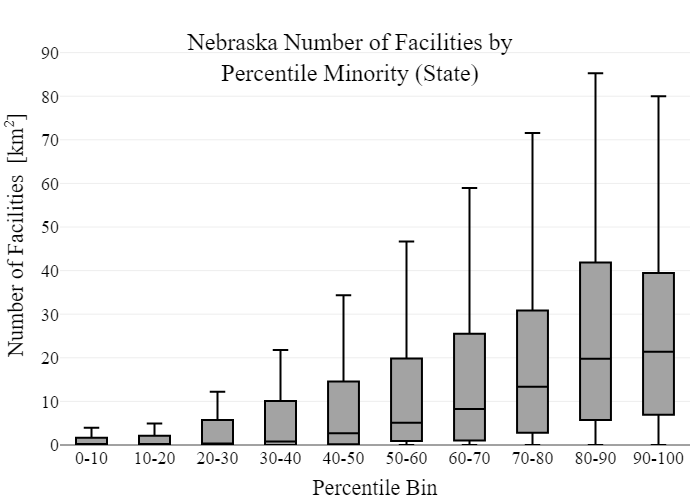 Nebraska Number of Facilities by
Percentile Minority (State)
Number of Facilities [km²]
90
80
70
60
50
40
30
20
10
0
0-10 10-20 20-30 30-40 40-50 50-60 60-70 70-80 80-90 90-100
Percentile Bin